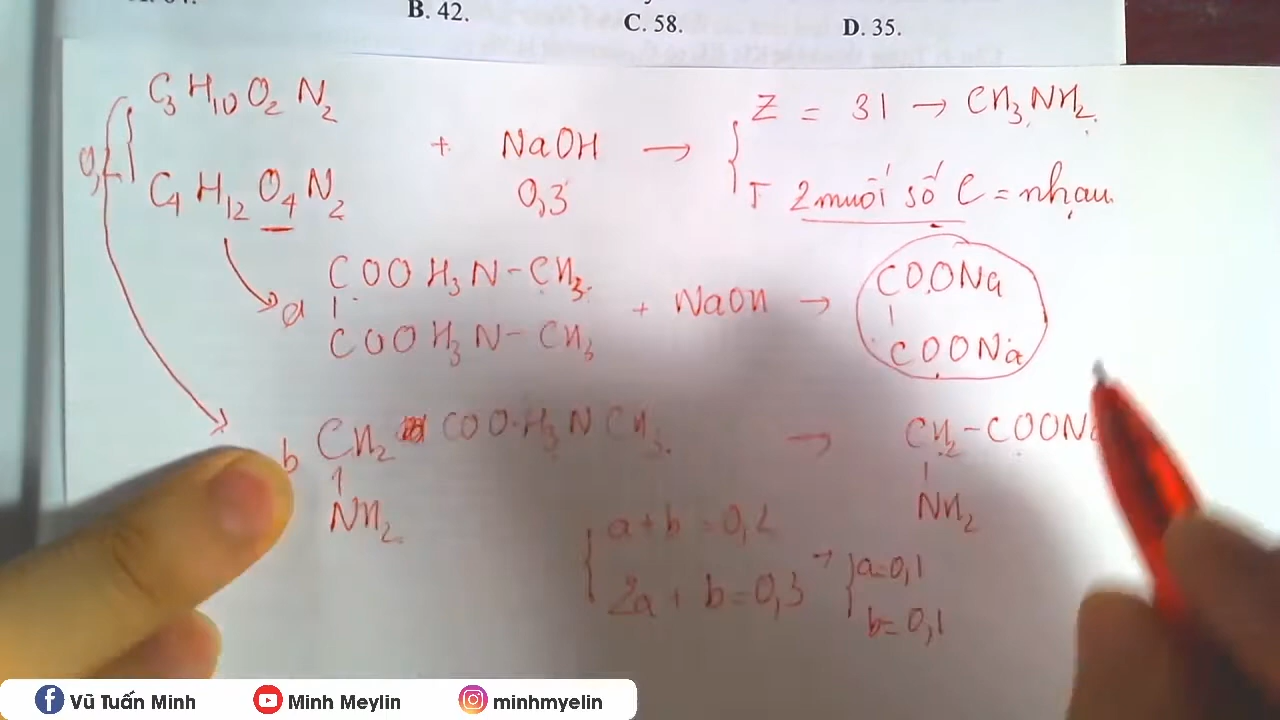 B. 42.
C. 58.
D. 35.
C3H10O2N2
0,2
+ NaOH →
0,3
Z = 31 → CH3NH2
C4H12O4N2
T 2 muối số C = nhau
a COOH3N-CH3
COOH3N-CH3
+ NaOH →
COONa
COONa
b CH2 COOH3NCH3
NH2
→
CH2-COONa
NH2
a + b = 0,2
2a + b = 0,3
→ a=0,1
b=0,1
Vũ Tuấn Minh
Minh Meylin
minhmyelin